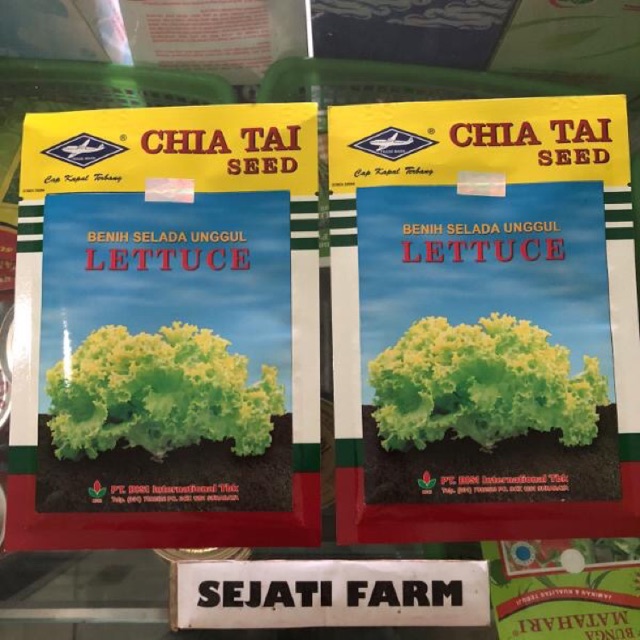 CHIA TAI
SEED
Cap Kapal Terbang
BENIH SELADA UNGGUL
LETTUCE
PT. BISI International Tbk
CHIA TAI
SEED
Cap Kapal Terbang
BENIH SELADA UNGGUL
LETTUCE
PT. BISI International Tbk
SEJATI FARM
BUNGA
MATAHARI